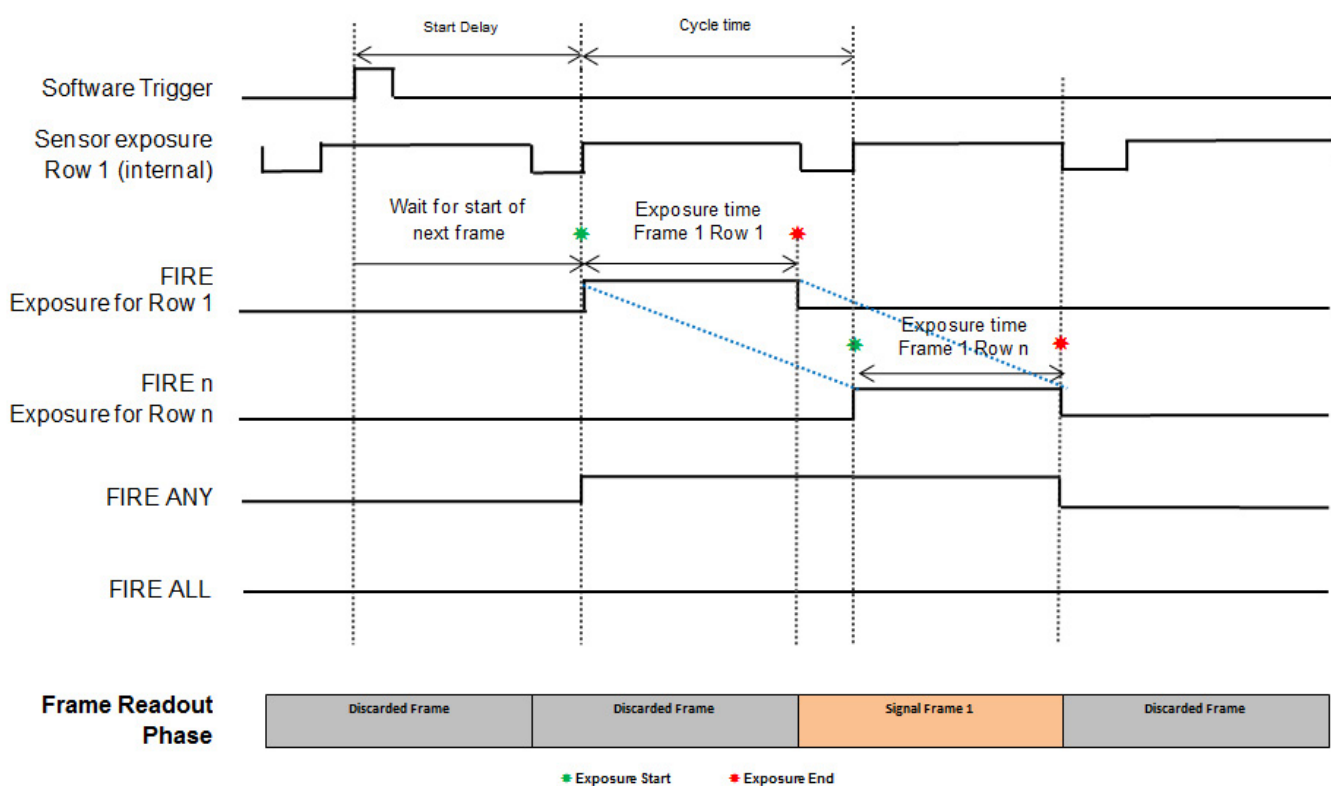 Start Delay
Cycle time
Software Trigger
Sensor exposure
Row 1 (internal)
Wait for start of
next frame
Exposure time
Frame 1 Row 1
FIRE
Exposure for Row 1
Exposure time
Frame 1 Row n
FIRE n
Exposure for Row n
FIRE ANY
FIRE ALL
Frame Readout
Phase
Discarded Frame
Discarded Frame
Signal Frame 1
Discarded Frame
Exposure Start
Exposure End